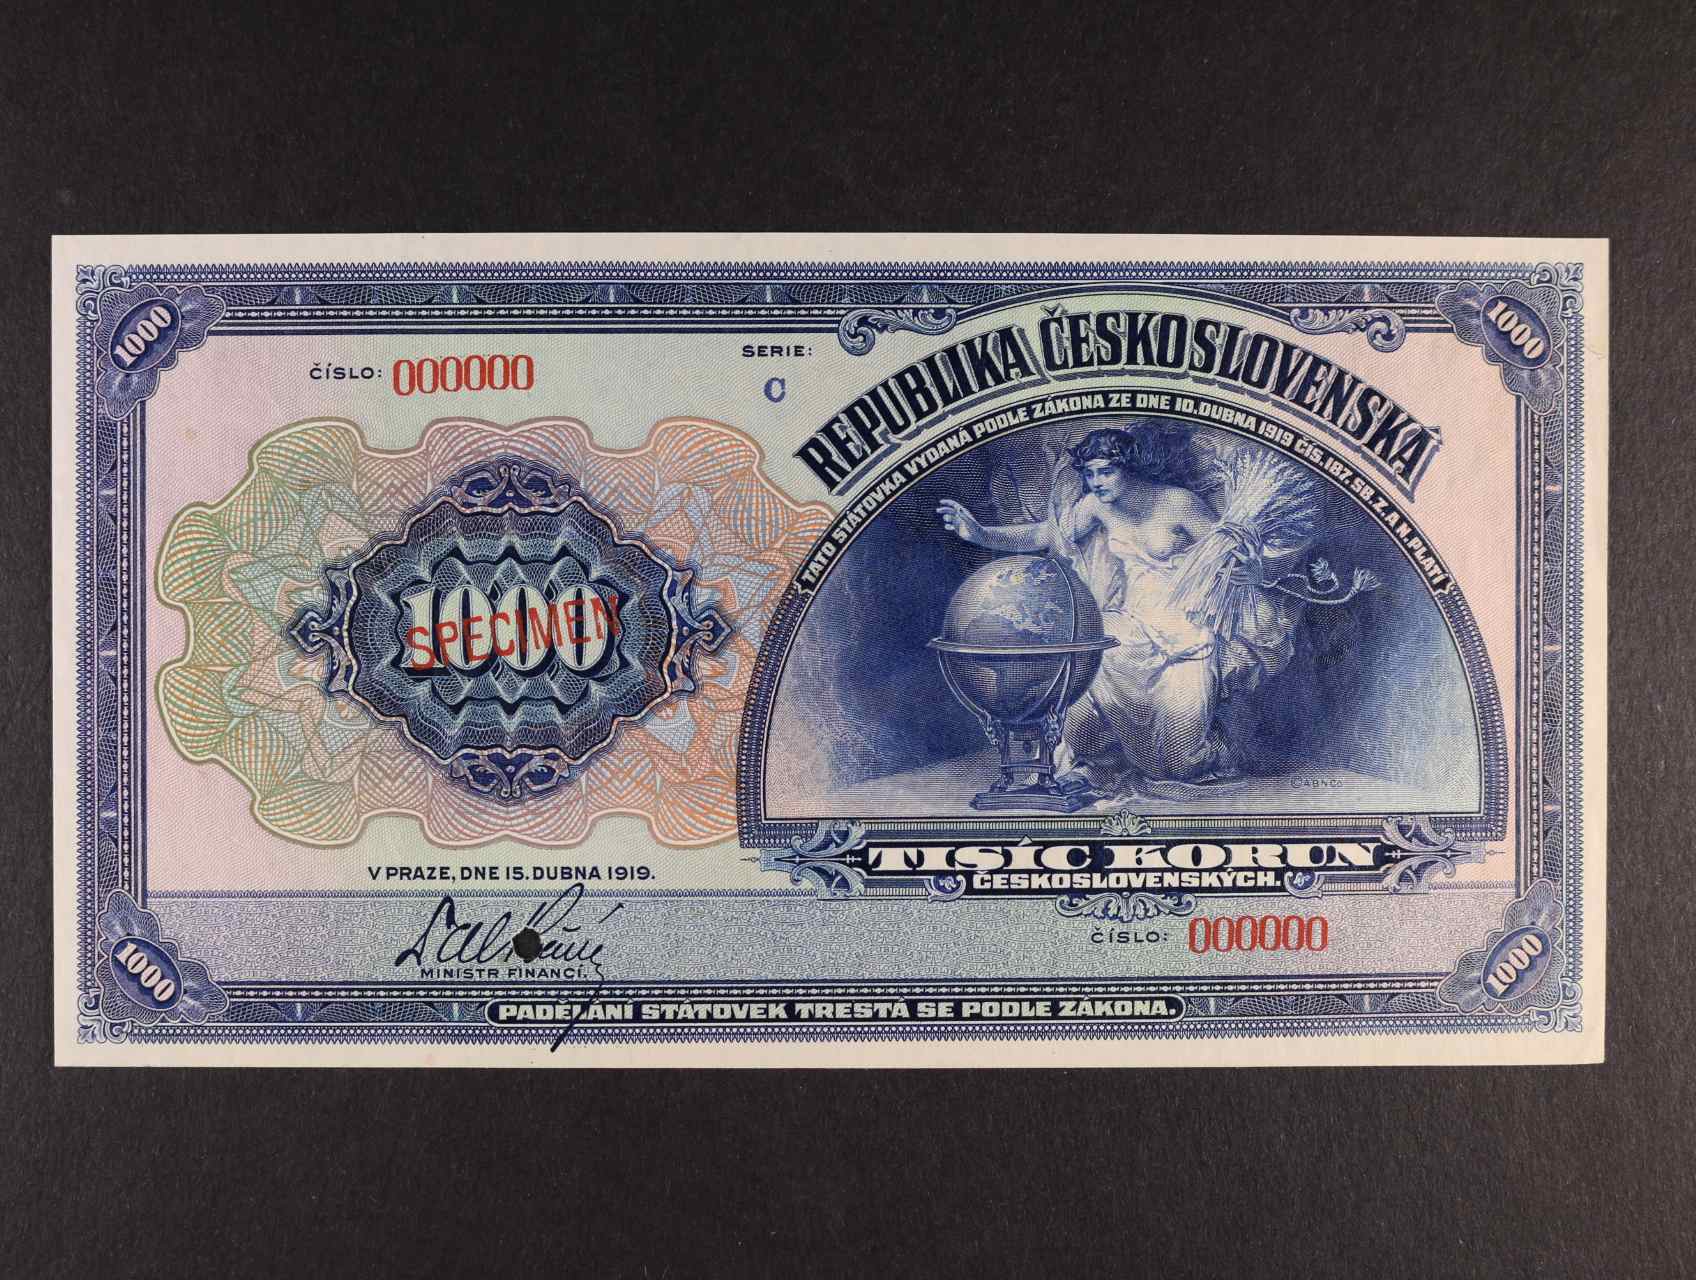 1000
1000
ČÍSLO: 000000
SERIE:
C
REPUBLIKA ČESKOSLOVENSKÁ
TATO STÁTOVKA VYDANÁ PODLE ZÁKONA ZE DNE 10. DUBNA 1919 ČÍS. 187. SB. Z. A N. PLATÍ
1000
SPECIMEN
©ABNCo
TISÍC KORUN
ČESKOSLOVENSKÝCH.
V PRAZE, DNE 15. DUBNA 1919.
MINISTR FINANCÍ.
ČÍSLO: 000000
1000
1000
PADĚLÁNÍ STÁTOVEK TRESTÁ SE PODLE ZÁKONA.